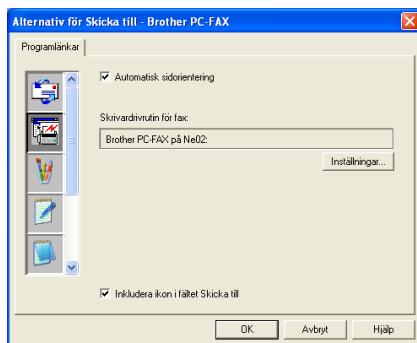 Alternativ för Skicka till - Brother PC-FAX
Programlänkar
Automatisk sidorientering
Skrivardrivrutin för fax:
Brother PC-FAX på Ne02:
Inställningar...
Inkludera ikon i fältet Skicka till
OK Avbryt Hjälp